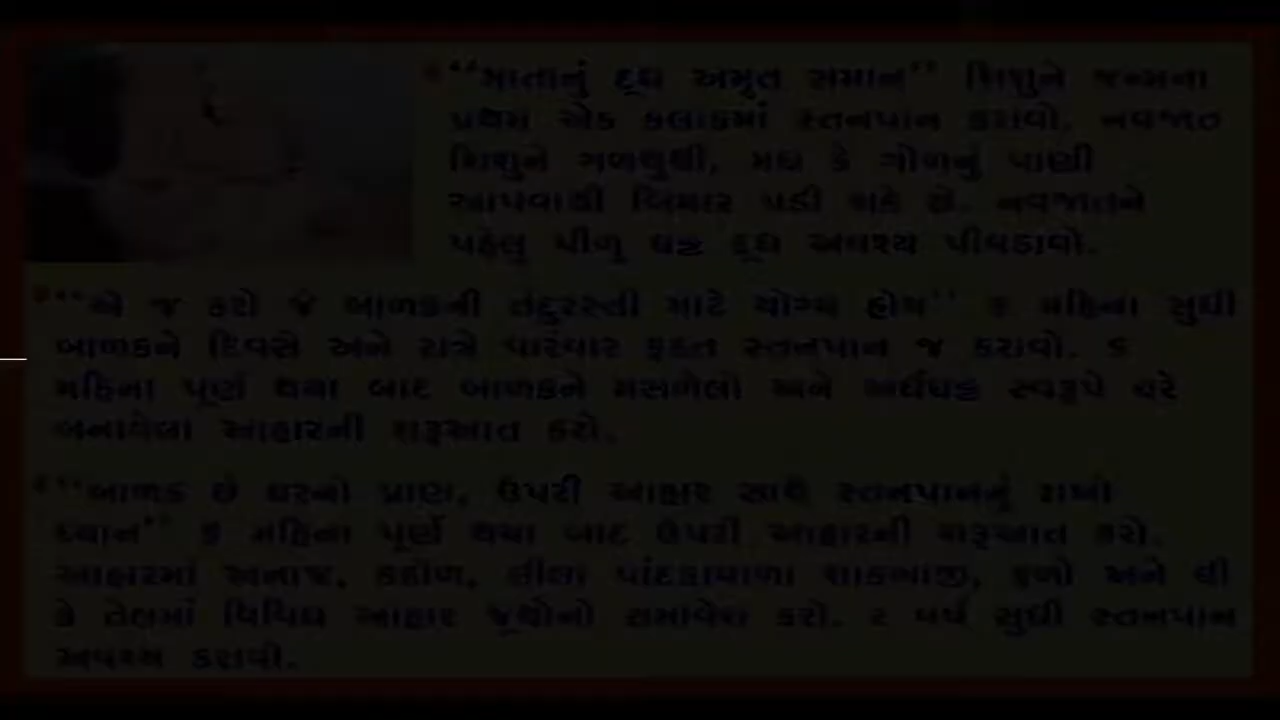 “માતાનું દૂધ અમૃત સમાન” શિશુને જન્મના
પ્રથમ એક કલાકમાં સ્તનપાન કરાવો. નવજાત
શિશુને ગળથુથી, મધ કે ગોળનું પાણી
આપવાથી બિમાર પડી શકે છે. નવજાતને
પહેલુ પીળુ ઘટ્ટ દૂધ અવશ્ય પીવડાવો.
“એ જ કરો જે બાળકની તંદુરસ્તી માટે યોગ્ય હોય” ૬ મહિના સુધી
બાળકને દિવસે અને રાત્રે વારંવાર ફકત સ્તનપાન જ કરાવો. ૬
મહિના પૂર્ણ થયા બાદ બાળકને મસળેલો અને અર્ધઘટ્ટ સ્વરૂપે ઘરે
બનાવેલા આહારની શરૂઆત કરો.
“બાળક છે ઘરનો પ્રાણ, ઉપરી આહાર સાથે સ્તનપાનનું રાખો
ધ્યાન” ૬ મહિના પૂર્ણ થયા બાદ ઉપરી આહારની શરૂઆત કરો.
આહારમાં અનાજ, કઠોળ, લીલા પાંદડાવાળા શાકભાજી, ફળો અને ઘી
કે તેલમાં વિવિધ આહાર જૂથોનો સમાવેશ કરો. ૨ વર્ષ સુધી સ્તનપાન
અવશ્ય કરાવો.